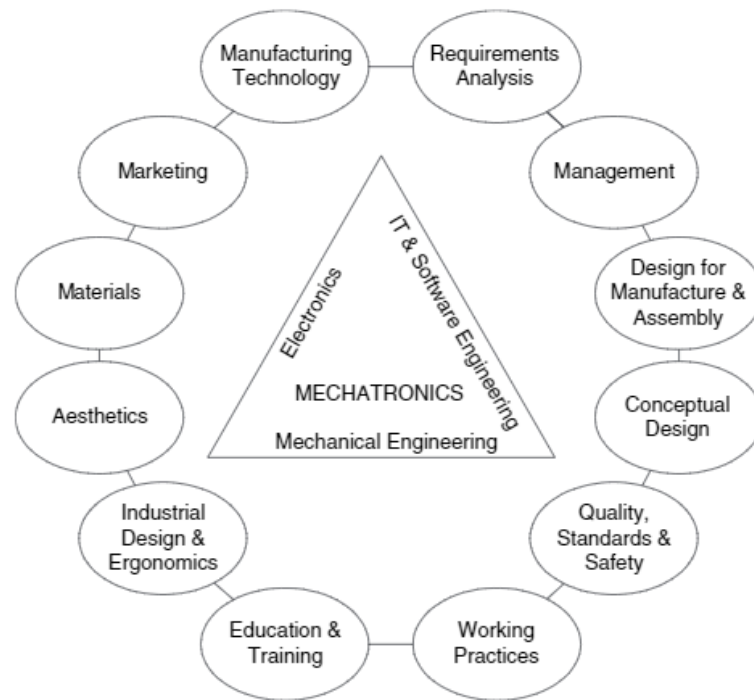 Manufacturing
Technology
Requirements
Analysis
Marketing
Management
Materials
Design for
Manufacture &
Assembly
Electronics
IT & Software Engineering
MECHATRONICS
Mechanical Engineering
Aesthetics
Conceptual
Design
Industrial
Design &
Ergonomics
Quality,
Standards &
Safety
Education &
Training
Working
Practices